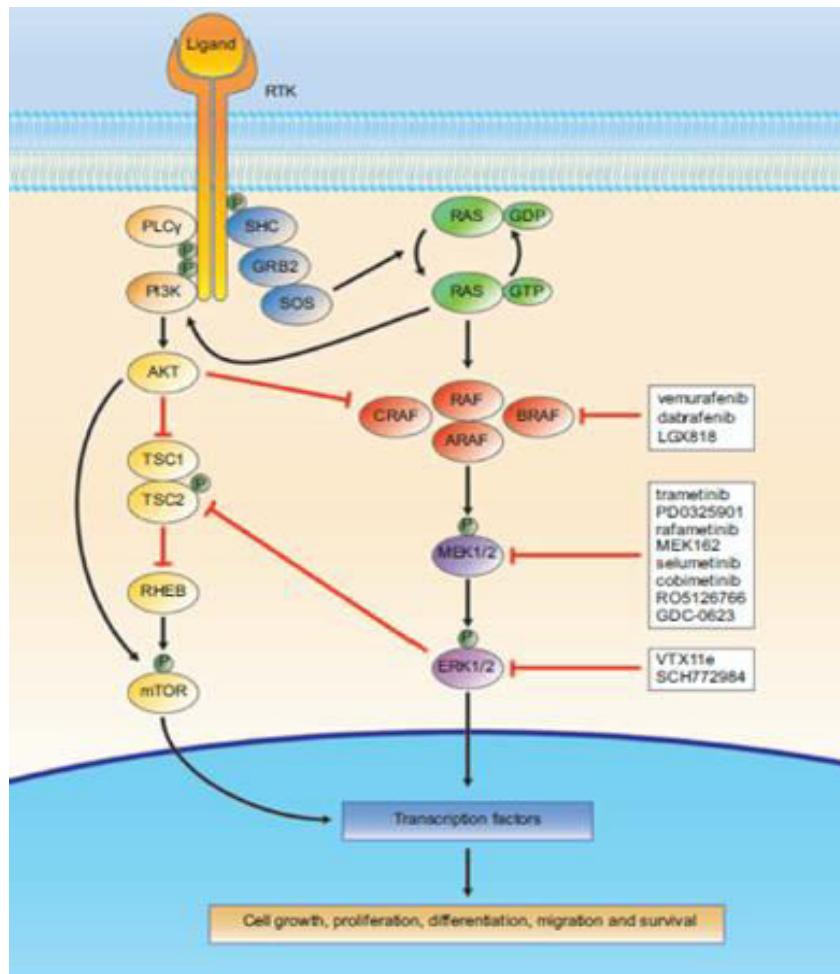 Ligand
RTK
P
PLCγ
SHC
RAS
GDP
P
GRB2
P
PI3K
SOS
RAS
GTP
AKT
RAF
CRAF
BRAF
ARAF
vemurafenib
dabrafenib
LGX818
TSC1
P
TSC2
trametinib
PD0325901
rafametinib
MEK162
selumetinib
cobimetinib
RO5126766
GDC-0623
P
MEK1/2
RHEB
P
ERK1/2
VTX11e
SCH772984
P
mTOR
Transcription factors
Cell growth, proliferation, differentiation, migration and survival